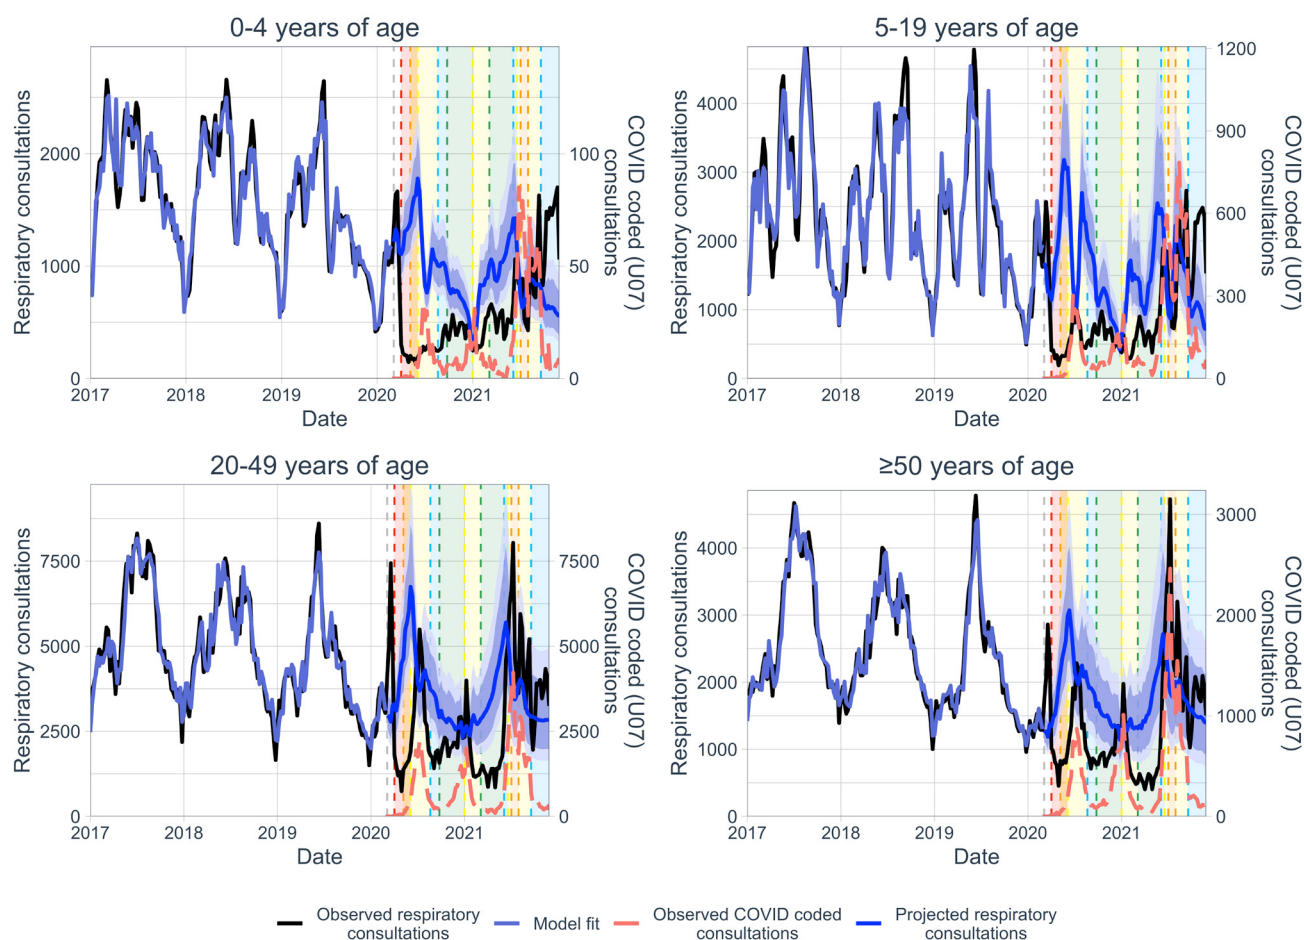 0-4 years of age
5-19 years of age
Respiratory consultations
2000
1000
0
100
50
0
COVID coded (U07)
consultations
2017
2018
2019
2020
2021
Date
Respiratory consultations
4000
3000
2000
1000
0
1200
900
600
300
0
COVID coded (U07)
consultations
2017
2018
2019
2020
2021
Date
20-49 years of age
≥50 years of age
Respiratory consultations
7500
5000
2500
0
7500
5000
2500
0
COVID coded (U07)
consultations
2017
2018
2019
2020
2021
Date
Respiratory consultations
4000
3000
2000
1000
0
3000
2000
1000
0
COVID coded (U07)
consultations
2017
2018
2019
2020
2021
Date
Observed respiratory
consultations
Model fit
Observed COVID coded
consultations
Projected respiratory
consultations